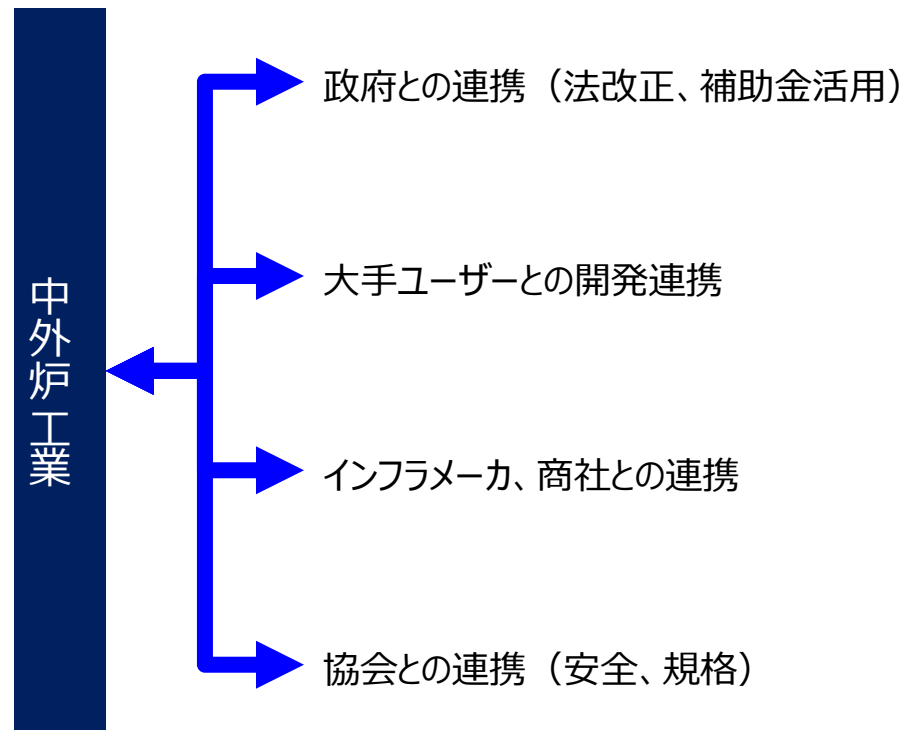 中外炉工業
政府との連携（法改正、補助金活用）
大手ユーザーとの開発連携
インフラメーカ、商社との連携
協会との連携（安全、規格）